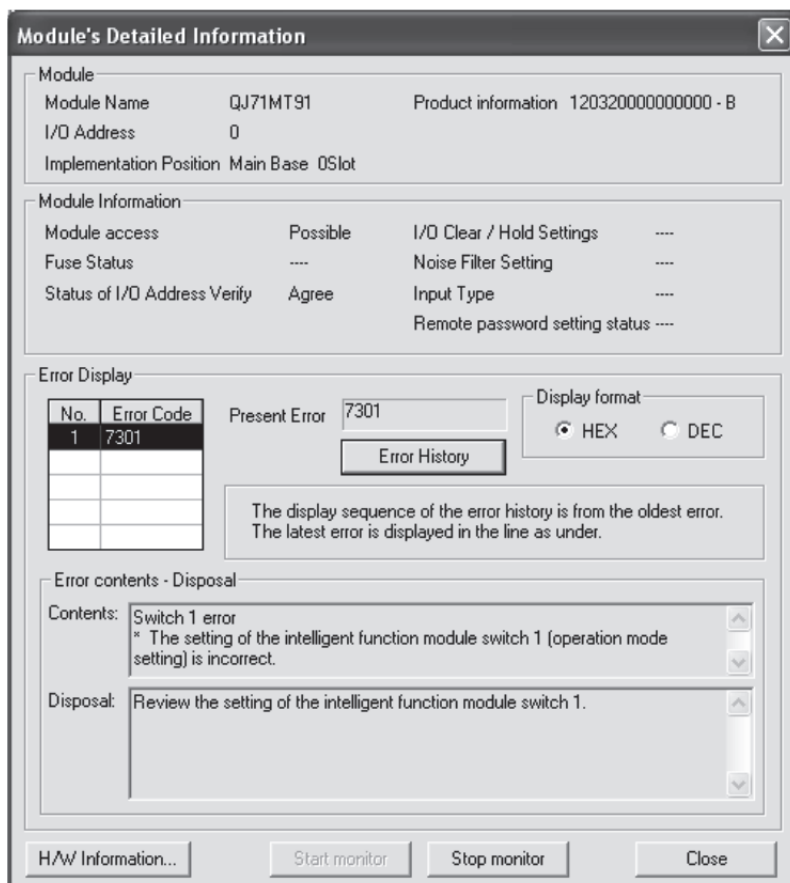 Module's Detailed Information
Module
Module Name QJ71MT91 Product information 120320000000000 - B
I/O Address 0
Implementation Position Main Base 0Slot
Module Information
Module access Possible I/O Clear / Hold Settings ----
Fuse Status ---- Noise Filter Setting ----
Status of I/O Address Verify Agree Input Type ----
Remote password setting status ----
Error Display
No. Error Code
1 7301
Present Error 7301
Error History
Display format
HEX DEC
The display sequence of the error history is from the oldest error.
The latest error is displayed in the line as under.
Error contents - Disposal
Contents: Switch 1 error
* The setting of the intelligent function module switch 1 (operation mode
setting) is incorrect.
Disposal: Review the setting of the intelligent function module switch 1.
H/W Information... Start monitor Stop monitor Close